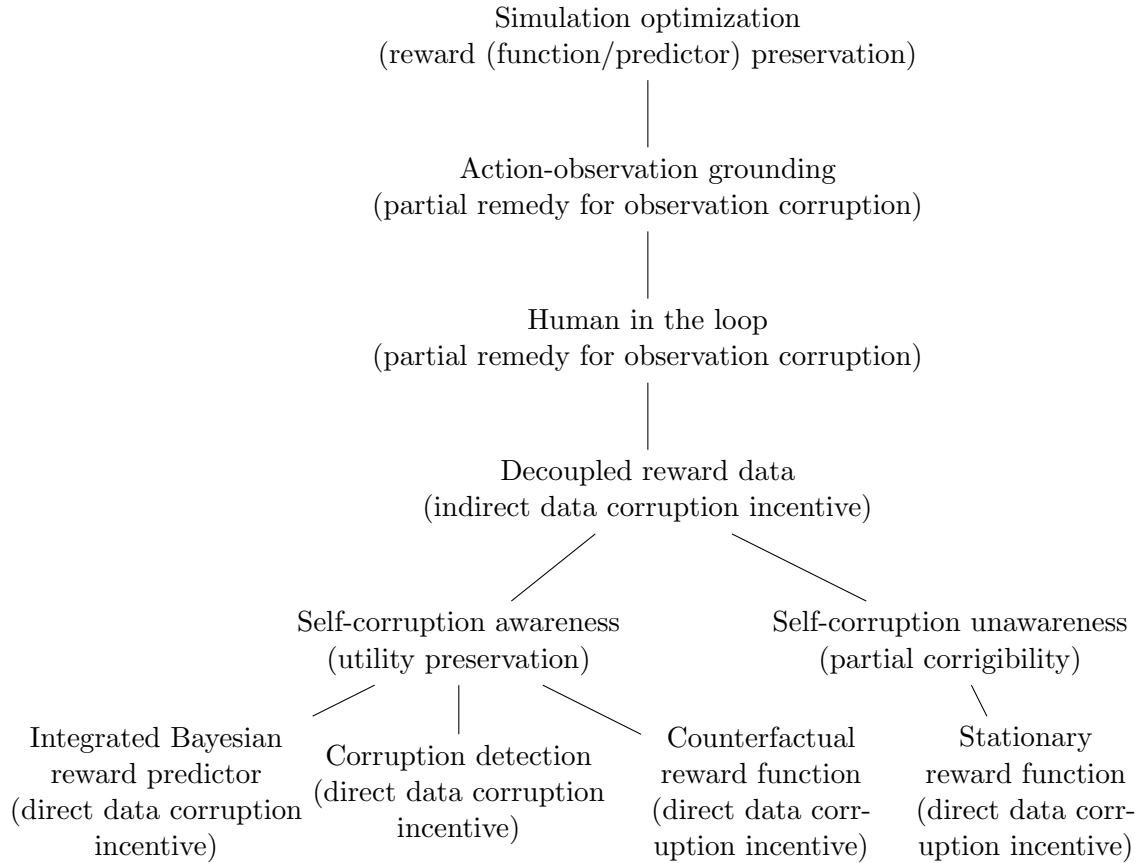 Simulation optimization
(reward (function/predictor) preservation)
Action-observation grounding
(partial remedy for observation corruption)
Human in the loop
(partial remedy for observation corruption)
Decoupled reward data
(indirect data corruption incentive)
Self-corruption awareness
(utility preservation)
Self-corruption unawareness
(partial corrigibility)
Integrated Bayesian
reward predictor
(direct data corruption
incentive)
Corruption detection
(direct data corruption
incentive)
Counterfactual
reward function
(direct data corr-
uption incentive)
Stationary
reward function
(direct data corr-
uption incentive)